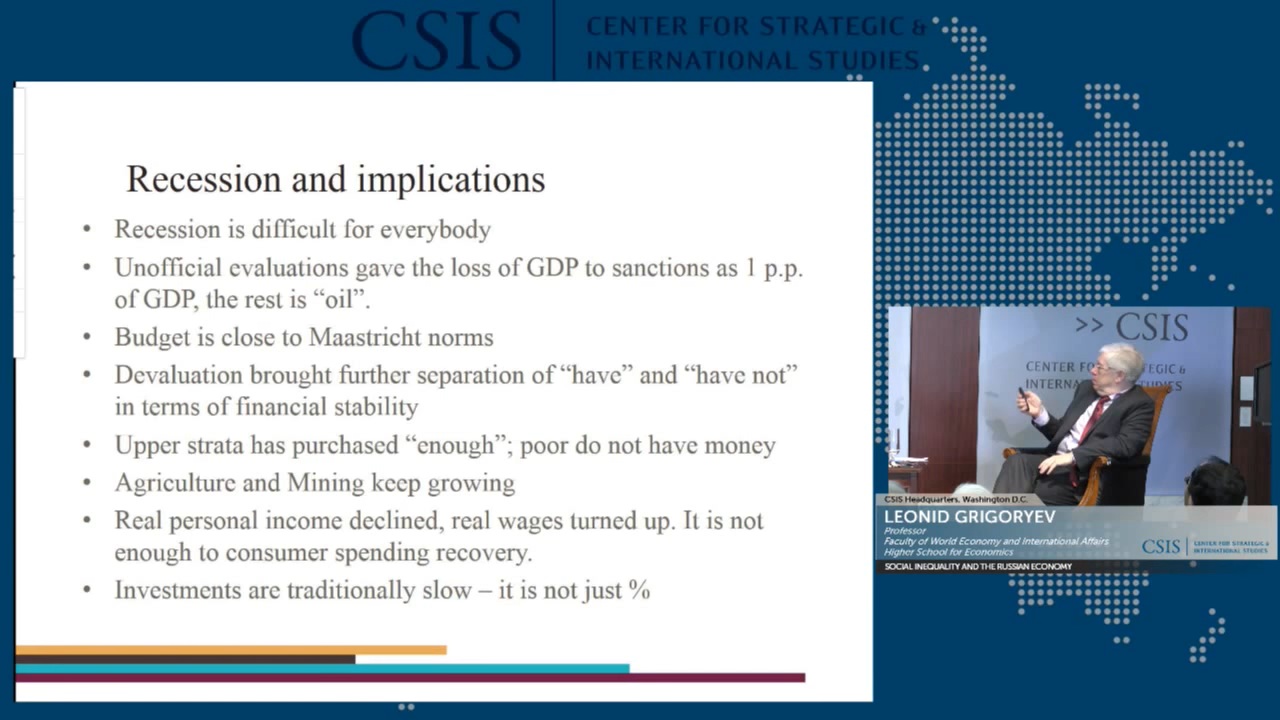 CSIS
CENTER FOR STRATEGIC &
INTERNATIONAL STUDIES
Recession and implications
• Recession is difficult for everybody
• Unofficial evaluations gave the loss of GDP to sanctions as 1 p.p.
of GDP, the rest is “oil”.
• Budget is close to Maastricht norms
• Devaluation brought further separation of “have” and “have not”
in terms of financial stability
• Upper strata has purchased “enough”; poor do not have money
• Agriculture and Mining keep growing
• Real personal income declined, real wages turned up. It is not
enough to consumer spending recovery.
• Investments are traditionally slow – it is not just %
>> CSIS
CENTER FO TEGIC &
INTERNA TUDIES
CSIS Headquarters, Washington D.C.
LEONID GRIGORYEV
Professor
Faculty of World Economy and International Affairs
Higher School for Economics
CSIS
CENTER FOR STRATEGIC &
INTERNATIONAL STUDIES
SOCIAL INEQUALITY AND THE RUSSIAN ECONOMY